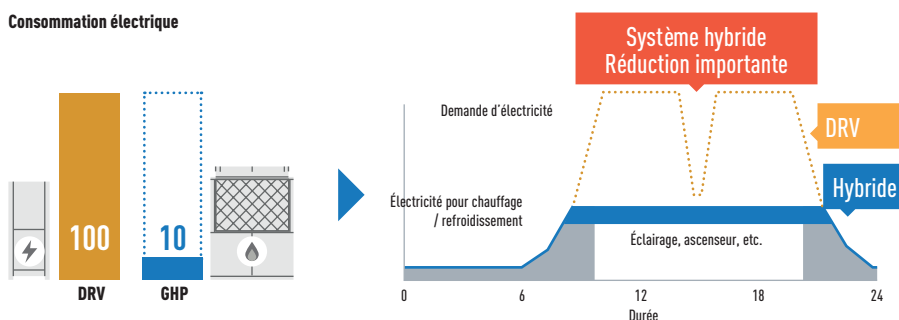 Consommation électrique
100
10
DRV
GHP
Système hybride
Réduction importante
Demande d'électricité
DRV
Hybride
Électricité pour chauffage
/ refroidissement
Éclairage, ascenseur, etc.
0
6
12
18
24
Durée